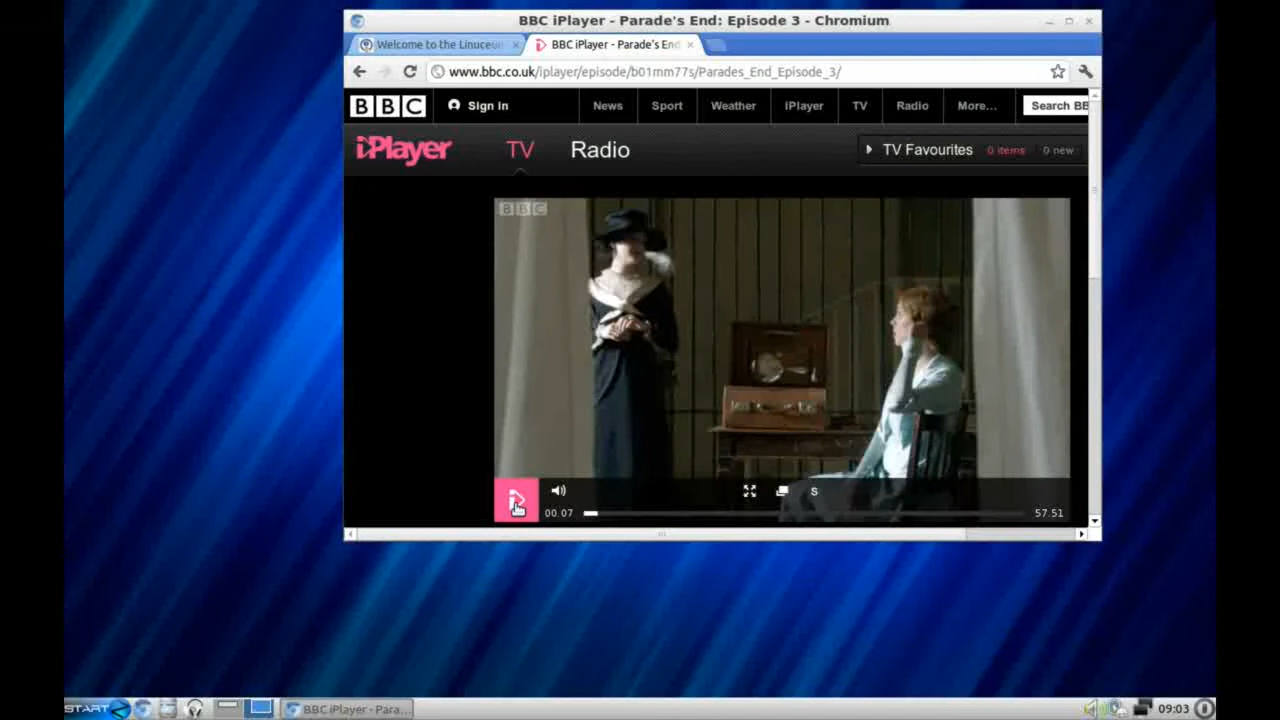 BBC iPlayer - Parade's End: Episode 3 - Chromium
Welcome to the Linuceum
BBC iPlayer - Parade's End
www.bbc.co.uk/iplayer/episode/b01mm77s/Parades_End_Episode_3/
BBC Sign in News Sport Weather iPlayer TV Radio More... Search BB
iPlayer TV Radio TV Favourites 0 items 0 new
BBC
S
00.07 57.51
START BBC iPlayer - Para... 09:03